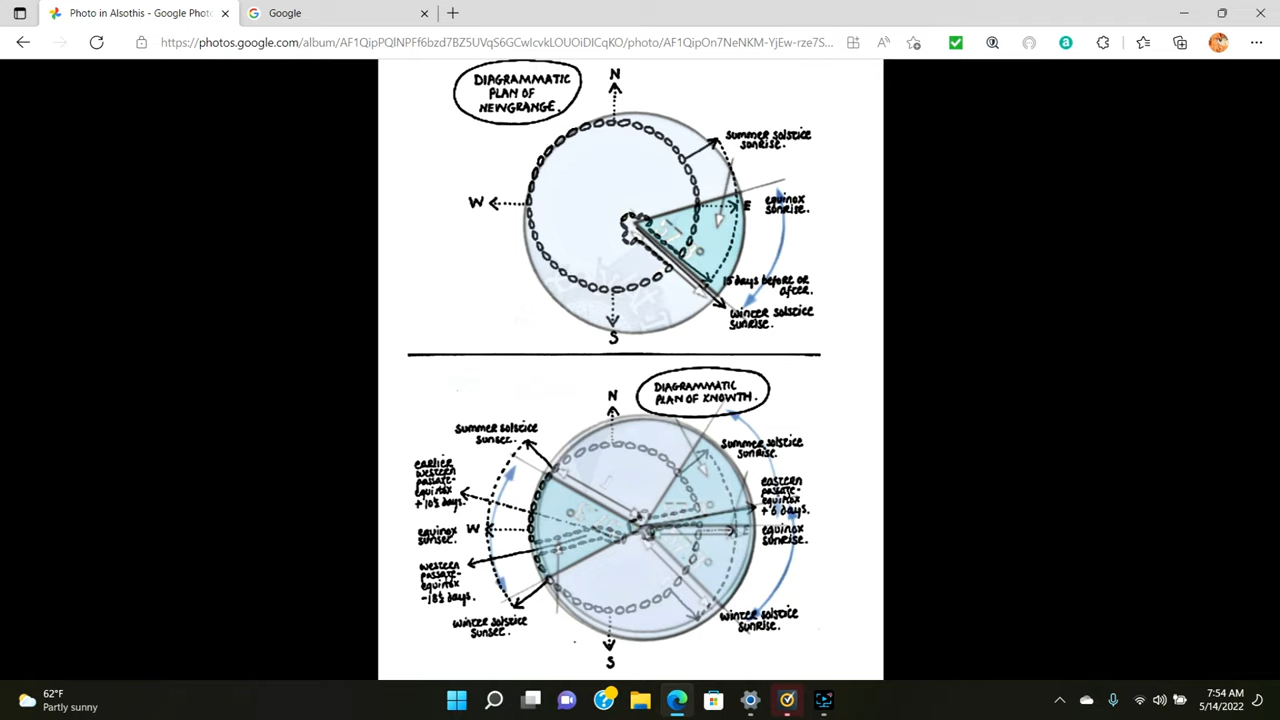 Photo in Alsothis - Google Photo
Google
https://photos.google.com/album/AF1QipPQlNPFf6bzd7BZ5UVqS6GCwIcvkLOUOiDICqKO/photo/AF1QipOn7NeNKM-YjEw-rze7S...
DIAGRAMMATIC
PLAN OF
NEWGRANGE.
N
summer solstice
sunrise.
W
E
equinox
sunrise.
15 days before or
after.
winter solstice
sunrise.
S
DIAGRAMMATIC
PLAN OF KNOWTH.
N
summer solstice
sunset.
summer solstice
sunrise.
earlier
western
passage-
equinox
+10½ days.
eastern
passage-
equinox
+6 days.
equinox
sunset.
W
E
equinox
sunrise.
western
passage-
equinox
-18½ days.
winter solstice
sunset.
winter solstice
sunrise.
S
62°F
Partly sunny
7:54 AM
5/14/2022